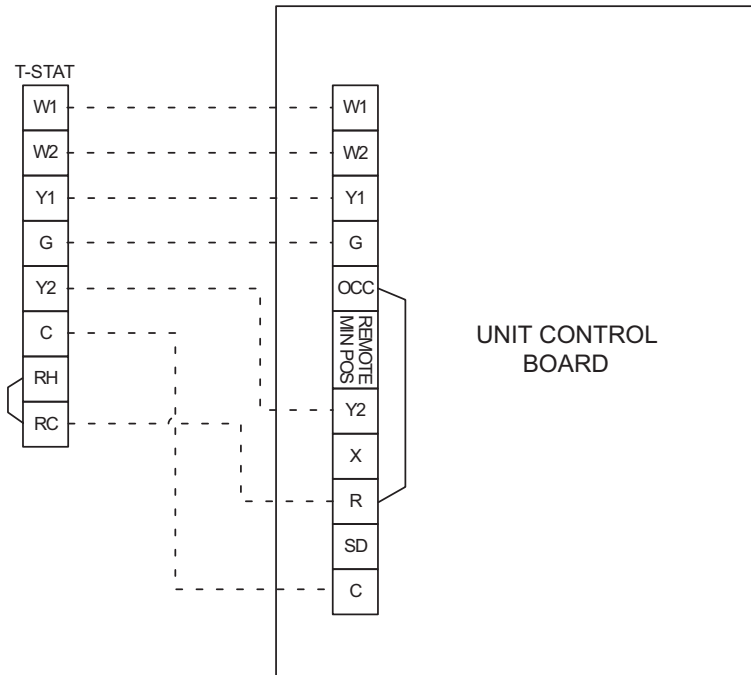 T-STAT
W1
W2
Y1
G
Y2
C
RH
RC
W1
W2
Y1
G
OCC
REMOTE
MIN POS
Y2
X
R
SD
C
UNIT CONTROL
BOARD